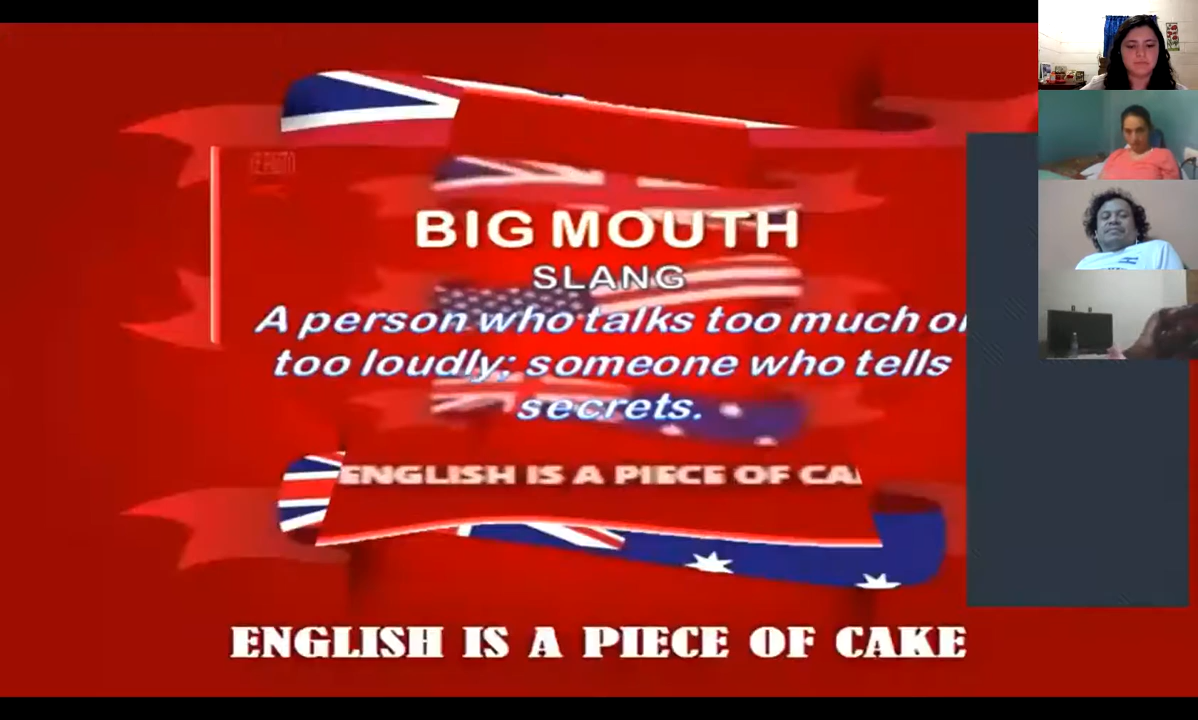 BIG MOUTH
SLANG
A person who talks too much or
too loudly; someone who tells
secrets.
ENGLISH IS A PIECE OF CA
ENGLISH IS A PIECE OF CAKE